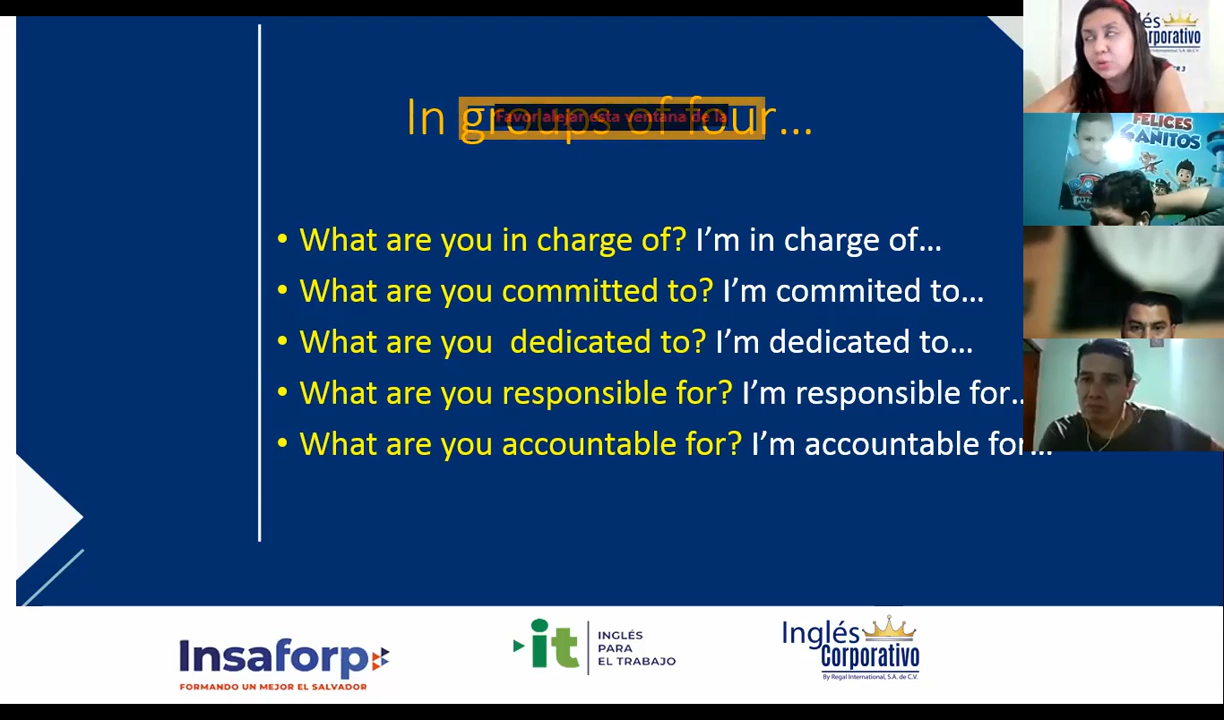 In groups of four...
Favor alejar esta ventana de la
• What are you in charge of? I'm in charge of...
• What are you committed to? I'm commited to...
• What are you dedicated to? I'm dedicated to...
• What are you responsible for? I'm responsible for...
• What are you accountable for? I'm accountable for...
Insaforp
FORMANDO UN MEJOR EL SALVADOR
it
INGLÉS
PARA
EL TRABAJO
Inglés
Corporativo
By Regal International, S.A. de C.V.
lés
Corporativo
FELICES